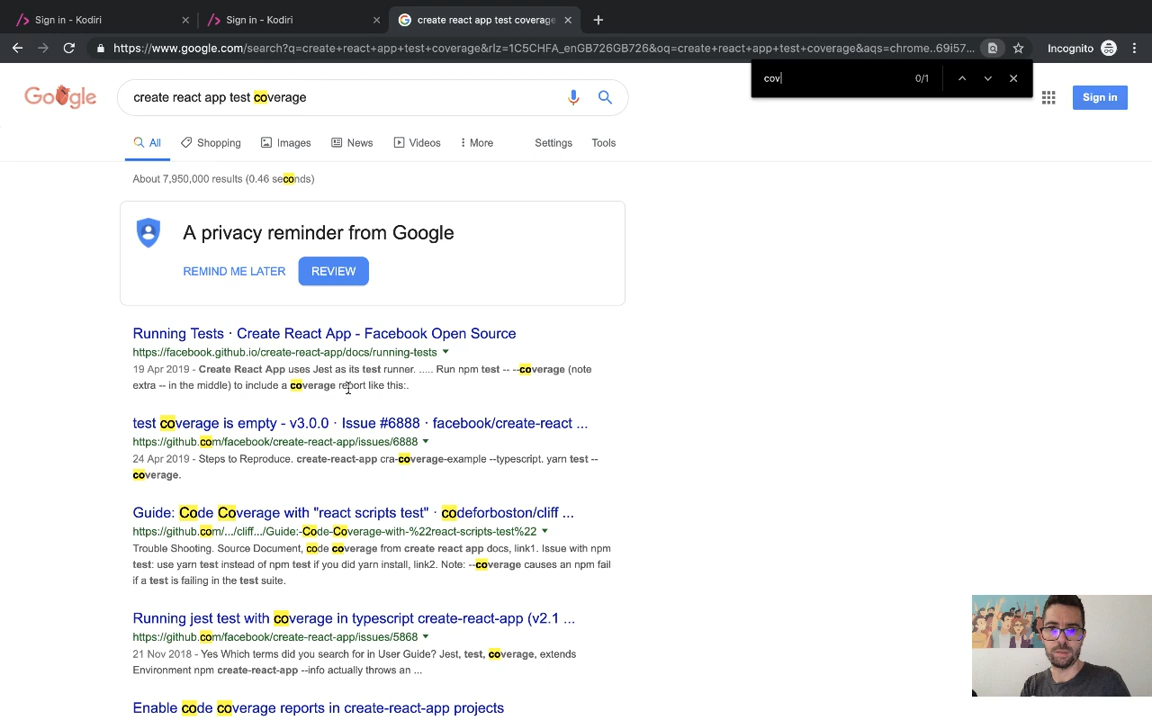 Sign in - Kodiri
Sign in - Kodiri
create react app test coverage
https://www.google.com/search?q=create+react+app+test+coverage&rlz=1C5CHFA_enGB726GB726&oq=create+react+app+test+coverage&aqs=chrome..69i57...
Incognito
cov
0/1
Google
create react app test coverage
Sign in
All
Shopping
Images
News
Videos
More
Settings
Tools
About 7,950,000 results (0.46 seconds)
A privacy reminder from Google
REMIND ME LATER
REVIEW
Running Tests · Create React App - Facebook Open Source
https://facebook.github.io/create-react-app/docs/running-tests
19 Apr 2019 - Create React App uses Jest as its test runner. ..... Run npm test -- --coverage (note
extra -- in the middle) to include a coverage report like this:.
test coverage is empty - v3.0.0 · Issue #6888 · facebook/create-react ...
https://github.com/facebook/create-react-app/issues/6888
24 Apr 2019 - Steps to Reproduce. create-react-app cra-coverage-example --typescript. yarn test --
coverage.
Guide: Code Coverage with "react scripts test" · codeforboston/cliff ...
https://github.com/.../cliff.../Guide:-Code-Coverage-with-%22react-scripts-test%22
Trouble Shooting. Source Document, code coverage from create react app docs, link1. Issue with npm
test: use yarn test instead of npm test if you did yarn install, link2. Note: --coverage causes an npm fail
if a test is failing in the test suite.
Running jest test with coverage in typescript create-react-app (v2.1 ...
https://github.com/facebook/create-react-app/issues/5868
21 Nov 2018 - Yes Which terms did you search for in User Guide? Jest, test, coverage, extends
Environment npm create-react-app --info actually throws an ...
Enable code coverage reports in create-react-app projects